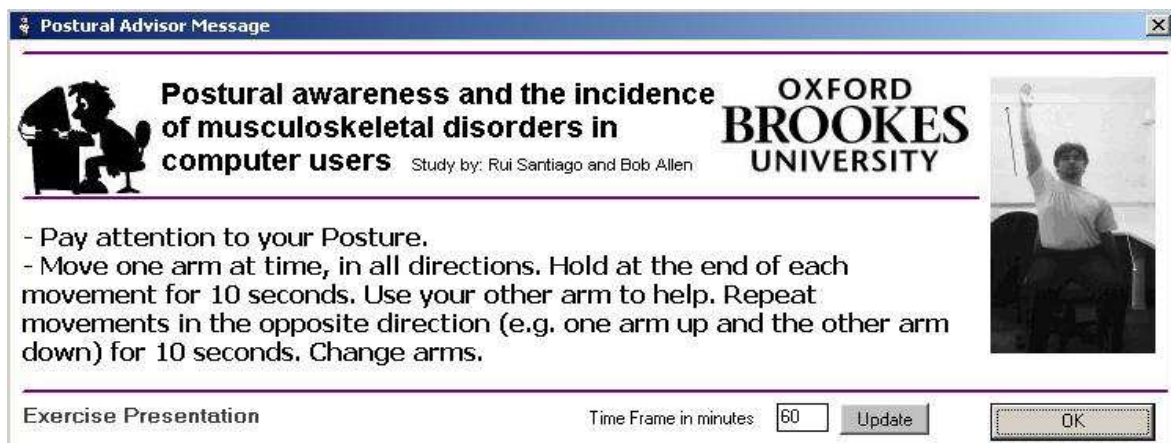 Postural Advisor Message
Postural awareness and the incidence
of musculoskeletal disorders in
computer users Study by: Rui Santiago and Bob Allen
OXFORD
BROOKES
UNIVERSITY
- Pay attention to your Posture.
- Move one arm at time, in all directions. Hold at the end of each
movement for 10 seconds. Use your other arm to help. Repeat
movements in the opposite direction (e.g. one arm up and the other arm
down) for 10 seconds. Change arms.
Exercise Presentation
Time Frame in minutes 60 Update OK